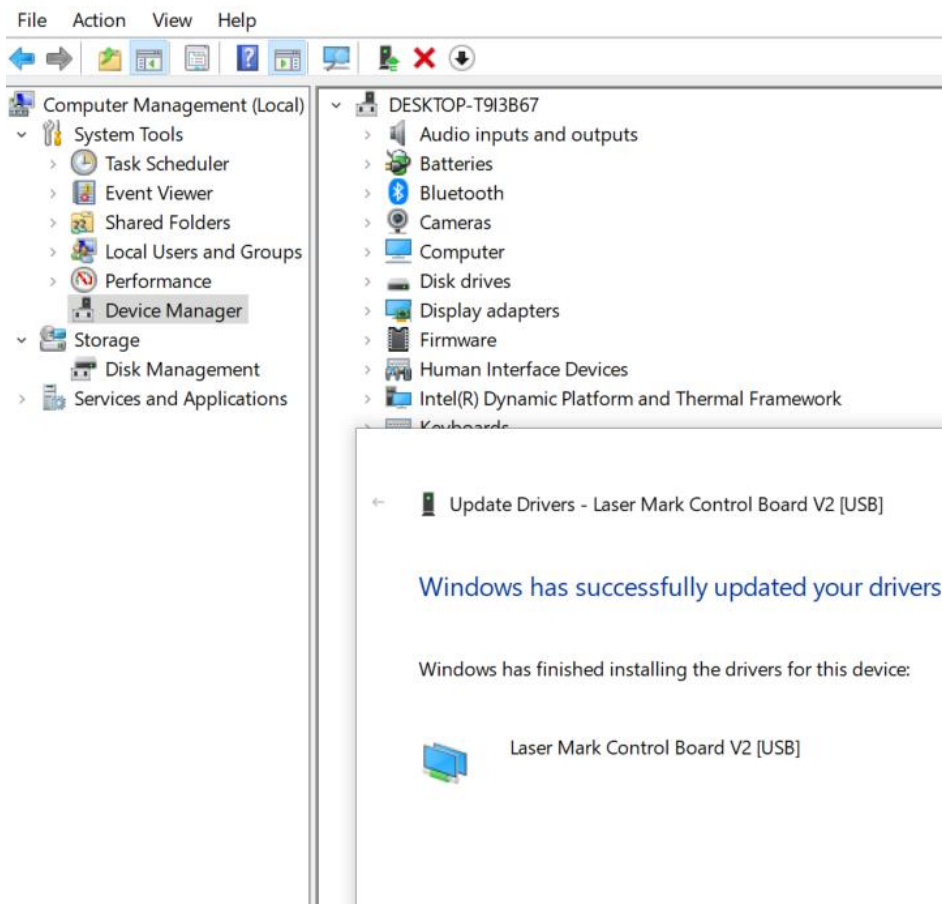 File Action View Help
Computer Management (Local)
System Tools
Task Scheduler
Event Viewer
Shared Folders
Local Users and Groups
Performance
Device Manager
Storage
Disk Management
Services and Applications
DESKTOP-T9I3B67
Audio inputs and outputs
Batteries
Bluetooth
Cameras
Computer
Disk drives
Display adapters
Firmware
Human Interface Devices
Intel(R) Dynamic Platform and Thermal Framework
Keyboards
Update Drivers - Laser Mark Control Board V2 [USB]
Windows has successfully updated your drivers
Windows has finished installing the drivers for this device:
Laser Mark Control Board V2 [USB]